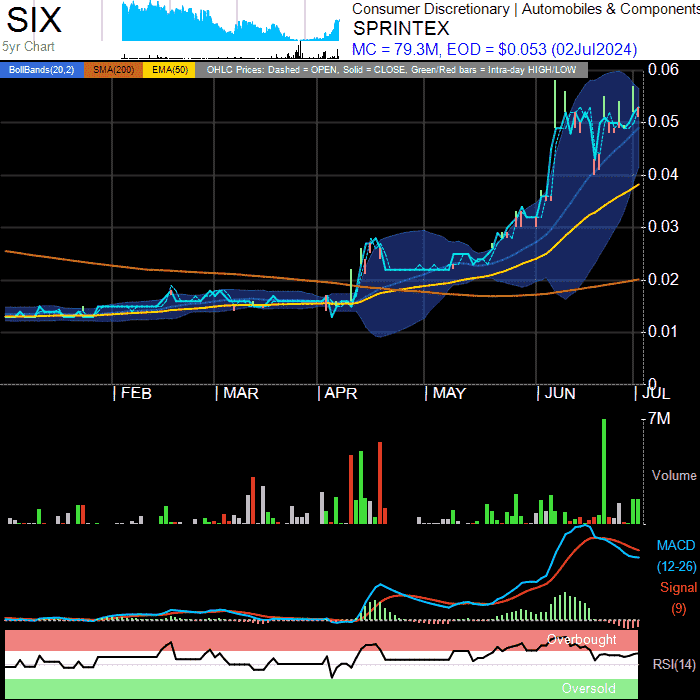 SIX
5yr Chart
Consumer Discretionary | Automobiles & Components
SPRINTEX
MC = 79.3M, EOD = $0.053 (02Jul2024)
BollBands(20,2) SMA(200) EMA(50) OHLC Prices: Dashed = OPEN, Solid = CLOSE, Green/Red bars = Intra-day HIGH/LOW
0.06
0.05
0.04
0.03
0.02
0.01
0
FEB MAR APR MAY JUN JUL
7M
Volume
MACD
(12-26)
Signal
(9)
Overbought
RSI(14)
Oversold